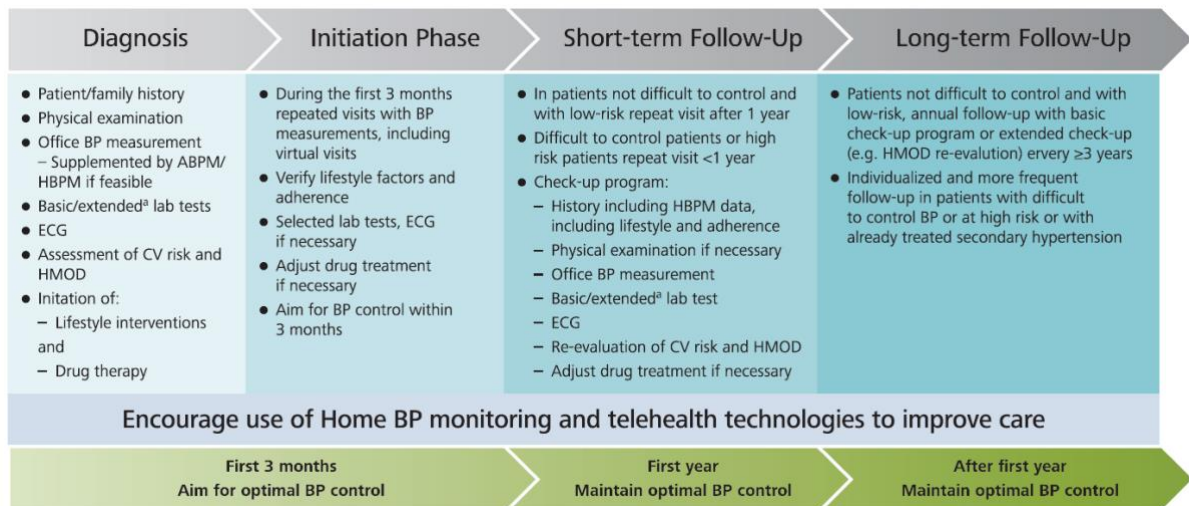 Diagnosis
Initiation Phase
Short-term Follow-Up
Long-term Follow-Up
• Patient/family history
• Physical examination
• Office BP measurement
– Supplemented by ABPM/
HBPM if feasible
• Basic/extendedᵃ lab tests
• ECG
• Assessment of CV risk and
HMOD
• Initation of:
– Lifestyle interventions
and
– Drug therapy
• During the first 3 months
repeated visits with BP
measurements, including
virtual visits
• Verify lifestyle factors and
adherence
• Selected lab tests, ECG
if necessary
• Adjust drug treatment
if necessary
• Aim for BP control within
3 months
• In patients not difficult to control and
with low-risk repeat visit after 1 year
• Difficult to control patients or high
risk patients repeat visit <1 year
• Check-up program:
– History including HBPM data,
including lifestyle and adherence
– Physical examination if necessary
– Office BP measurement
– Basic/extendedᵃ lab test
– ECG
– Re-evaluation of CV risk and HMOD
– Adjust drug treatment if necessary
• Patients not difficult to control and with
low-risk, annual follow-up with basic
check-up program or extended check-up
(e.g. HMOD re-evalution) ervery ≥3 years
• Individualized and more frequent
follow-up in patients with difficult
to control BP or at high risk or with
already treated secondary hypertension
Encourage use of Home BP monitoring and telehealth technologies to improve care
First 3 months
Aim for optimal BP control
First year
Maintain optimal BP control
After first year
Maintain optimal BP control